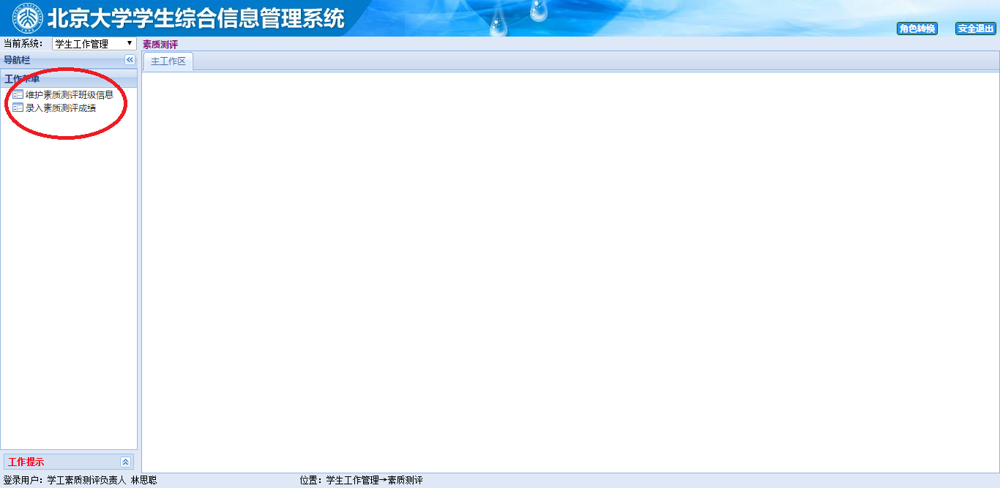 北京大学学生综合信息管理系统
角色转换 安全退出
当前系统： 学生工作管理
素质测评
导航栏
主工作区
工作菜单
维护素质测评班级信息
录入素质测评成绩
工作提示
登录用户：学工素质测评负责人 林思聪
位置：学生工作管理→素质测评